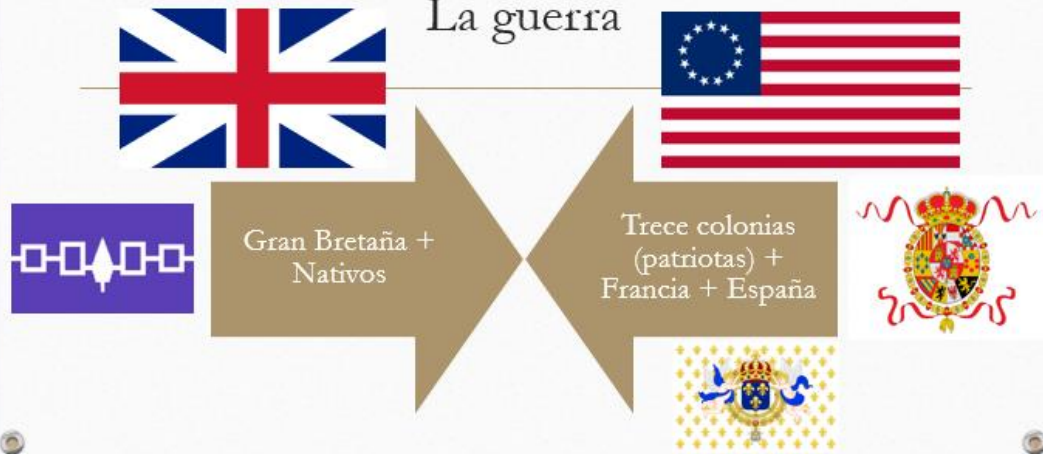 La guerra
Gran Bretaña +
Nativos
Trece colonias
(patriotas) +
Francia + España